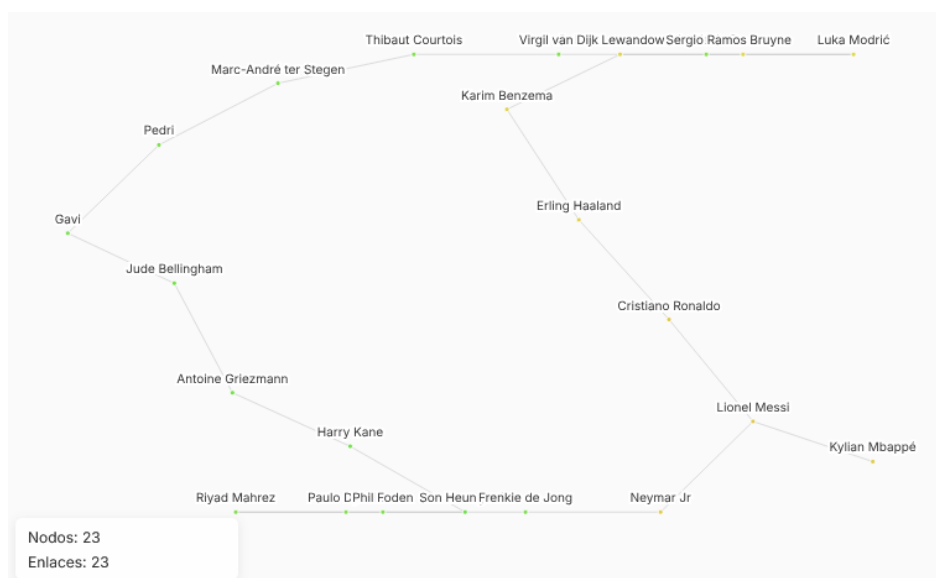 Thibaut Courtois
Virgil van Dijk
Lewandow
Sergio Ramos
Bruyne
Luka Modrić
Marc-André ter Stegen
Karim Benzema
Pedri
Erling Haaland
Gavi
Jude Bellingham
Cristiano Ronaldo
Antoine Griezmann
Lionel Messi
Harry Kane
Kylian Mbappé
Riyad Mahrez
Paulo
Phil Foden
Son Heun
Frenkie de Jong
Neymar Jr
Nodos: 23
Enlaces: 23